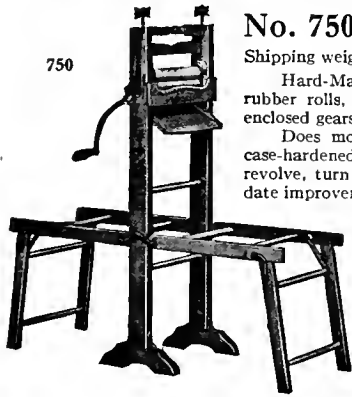 No. 750
750
Shipping weig
Hard-Ma
rubber rolls,
enclosed gears
Does mo
case-hardened
revolve, turn
date improver